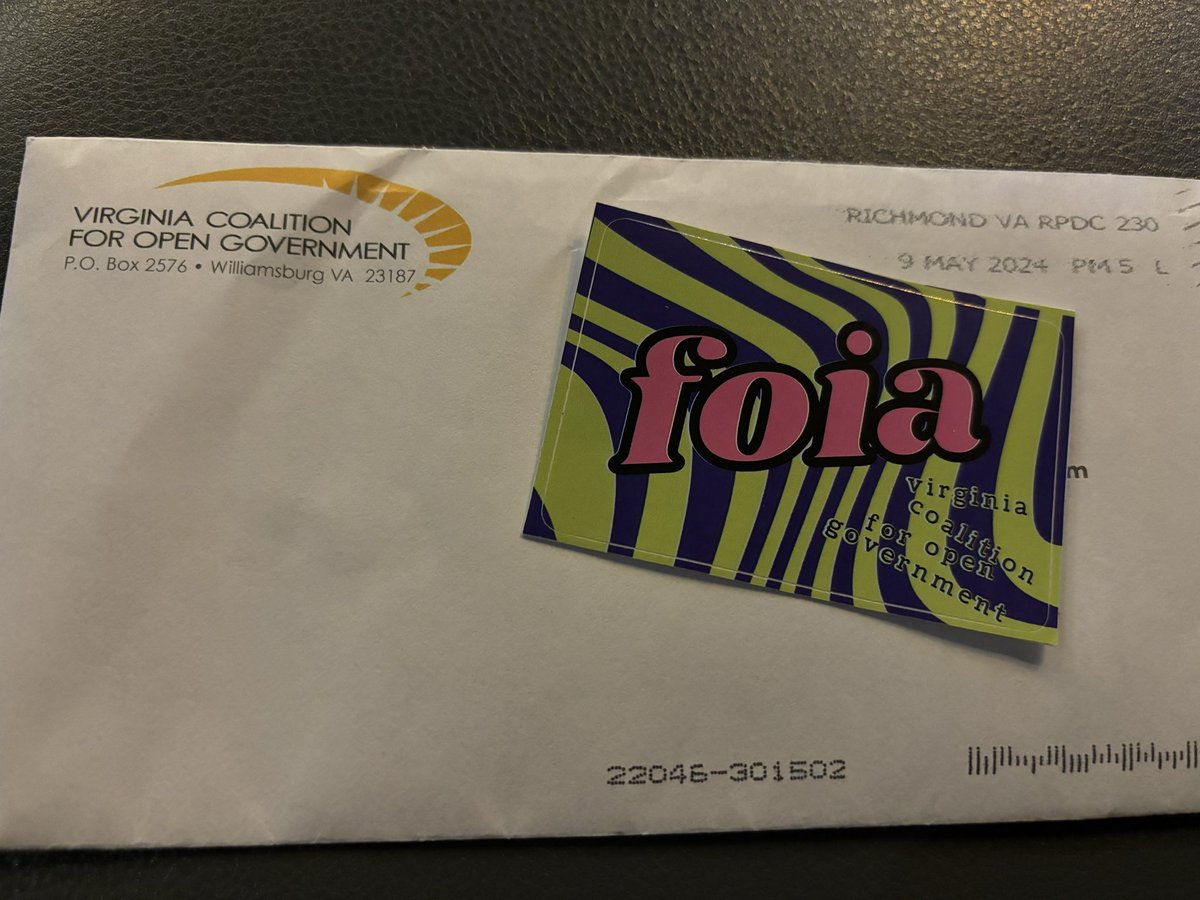 VIRGINIA COALITION
FOR OPEN GOVERNMENT
P.O. Box 2576 • Williamsburg VA 23187
RICHMOND VA RPDC 230
9 MAY 2024 PM 5 L
foia
virginia
coalition
for open
government
m
22046-301502